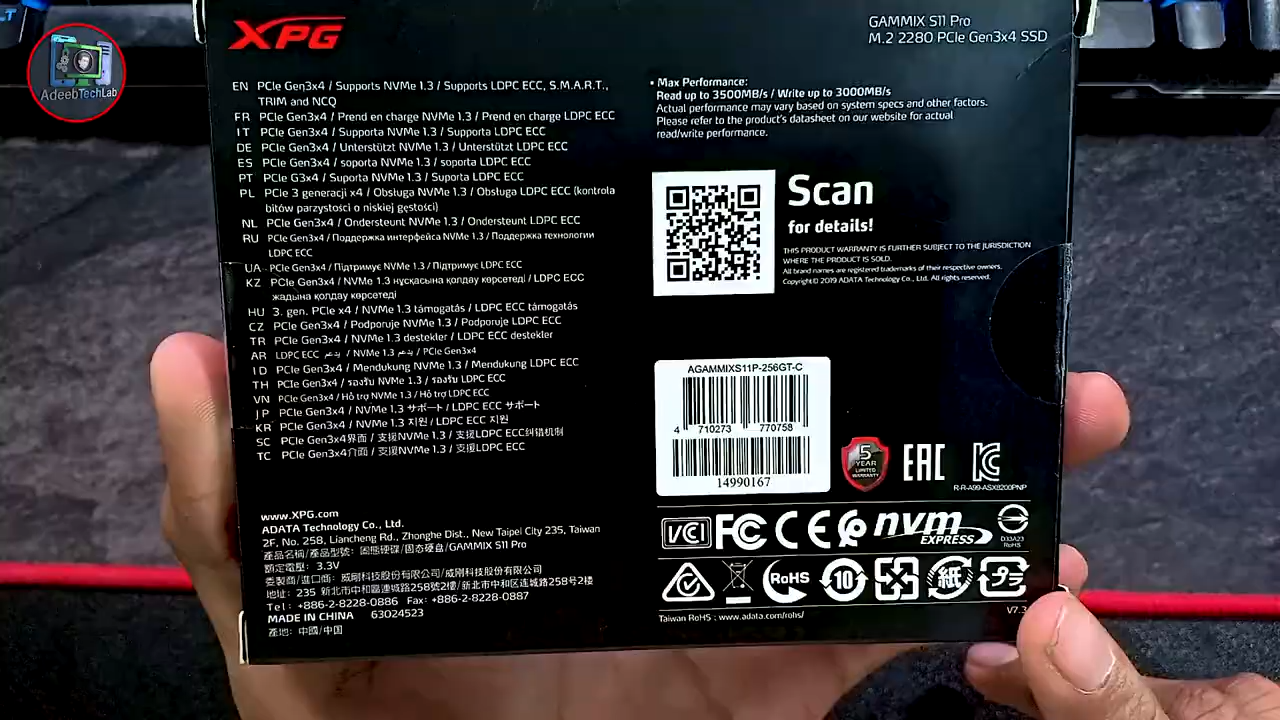 AdeebTechLab
XPG
GAMMIX S11 Pro
M.2 2280 PCIe Gen3x4 SSD
EN PCIe Gen3x4 / Supports NVMe 1.3 / Supports LDPC ECC, S.M.A.R.T.,
TRIM and NCQ
FR PCIe Gen3x4 / Prend en charge NVMe 1.3 / Prend en charge LDPC ECC
IT PCIe Gen3x4 / Supporta NVMe 1.3 / Supporta LDPC ECC
DE PCIe Gen3x4 / Unterstützt NVMe 1.3 / Unterstützt LDPC ECC
ES PCIe Gen3x4 / soporta NVMe 1.3 / soporta LDPC ECC
PT PCIe G3x4 / Suporta NVMe 1.3 / Suporta LDPC ECC
PL PCIe 3 generacji x4 / Obsługa NVMe 1.3 / Obsługa LDPC ECC (kontrola
bitów parzystości o niskiej gęstości)
NL PCIe Gen3x4 / Ondersteunt NVMe 1.3 / Ondersteunt LDPC ECC
RU PCIe Gen3x4 / Поддержка интерфейса NVMe 1.3 / Поддержка технологии
LDPC ECC
UA PCIe Gen3x4 / Підтримує NVMe 1.3 / Підтримує LDPC ECC
KZ PCIe Gen3x4 / NVMe 1.3 нұсқасына қолдау көрсетеді / LDPC ECC
жадына қолдау көрсетеді
HU 3. gen. PCIe x4 / NVMe 1.3 támogatás / LDPC ECC támogatás
CZ PCIe Gen3x4 / Podporuje NVMe 1.3 / Podporuje LDPC ECC
TR PCIe Gen3x4 / NVMe 1.3 destekler / LDPC ECC destekler
AR LDPC ECC يدعم / NVMe 1.3 يدعم / PCIe Gen3x4
ID PCIe Gen3x4 / Mendukung NVMe 1.3 / Mendukung LDPC ECC
TH PCIe Gen3x4 / รองรับ NVMe 1.3 / รองรับ LDPC ECC
VN PCIe Gen3x4 / Hỗ trợ NVMe 1.3 / Hỗ trợ LDPC ECC
JP PCIe Gen3x4 / NVMe 1.3 サポート / LDPC ECC サポート
KR PCIe Gen3x4 / NVMe 1.3 지원 / LDPC ECC 지원
SC PCIe Gen3x4界面 / 支援NVMe 1.3 / 支援LDPC ECC纠错机制
TC PCIe Gen3x4介面 / 支援NVMe 1.3 / 支援LDPC ECC
www.XPG.com
ADATA Technology Co., Ltd.
2F, No. 258, Liancheng Rd., Zhonghe Dist., New Taipei City 235, Taiwan
產品名稱/產品型號: 固態硬碟/固态硬盘/GAMMIX S11 Pro
額定電壓: 3.3V
委製商/進口商: 威剛科技股份有限公司/威刚科技股份有限公司
地址: 235 新北市中和區連城路258號2樓/新北市中和区连城路258号2楼
Tel: +886-2-8228-0886 Fax: +886-2-8228-0887
MADE IN CHINA 63024523
產地: 中國/中国
• Max Performance:
Read up to 3500MB/s / Write up to 3000MB/s
Actual performance may vary based on system specs and other factors.
Please refer to the product's datasheet on our website for actual
read/write performance.
Scan
for details!
THIS PRODUCT WARRANTY IS FURTHER SUBJECT TO THE JURISDICTION
WHERE THE PRODUCT IS SOLD.
All brand names are registered trademarks of their respective owners.
Copyright© 2019 ADATA Technology Co., Ltd. All rights reserved.
AGAMMIXS11P-256GT-C
4 710273 770758
14990167
5
YEAR
LIMITED
WARRANTY
EAC
R-R-A99-ASX8200PNP
VCCI FC CE nvm
EXPRESS
D33A23
RoHS
RoHS 10 紙 プラ
Taiwan RoHS : www.adata.com/rohs/